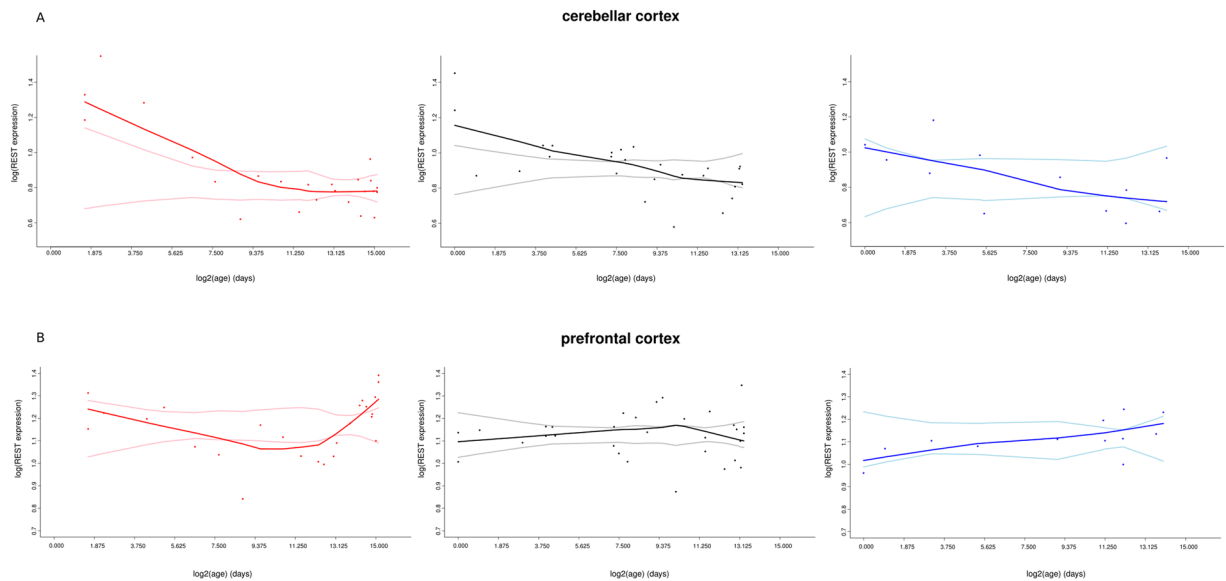 A
cerebellar cortex
log(REST expression)
0.6 0.8 1.0 1.2 1.4
0.000 1.875 3.750 5.625 7.500 9.375 11.250 13.125 15.000
log2(age) (days)
log(REST expression)
0.6 0.8 1.0 1.2 1.4
0.000 1.875 3.750 5.625 7.500 9.375 11.250 13.125 15.000
log2(age) (days)
log(REST expression)
0.6 0.8 1.0 1.2 1.4
0.000 1.875 3.750 5.625 7.500 9.375 11.250 13.125 15.000
log2(age) (days)
B
prefrontal cortex
log(REST expression)
0.7 0.8 0.9 1.0 1.1 1.2 1.3 1.4
0.000 1.875 3.750 5.625 7.500 9.375 11.250 13.125 15.000
log2(age) (days)
log(REST expression)
0.7 0.8 0.9 1.0 1.1 1.2 1.3 1.4
0.000 1.875 3.750 5.625 7.500 9.375 11.250 13.125 15.000
log2(age) (days)
log(REST expression)
0.7 0.8 0.9 1.0 1.1 1.2 1.3 1.4
0.000 1.875 3.750 5.625 7.500 9.375 11.250 13.125 15.000
log2(age) (days)